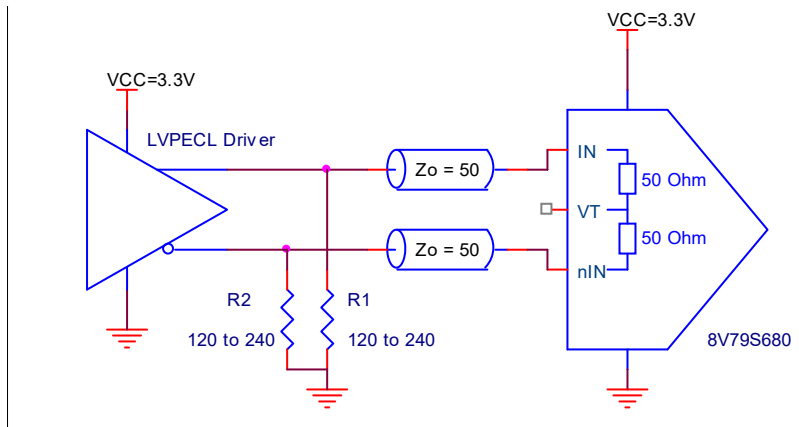 VCC=3.3V
VCC=3.3V
LVPECL Driver
Zo = 50
IN
50 Ohm
VT
50 Ohm
Zo = 50
nIN
R2
R1
120 to 240
120 to 240
8V79S680